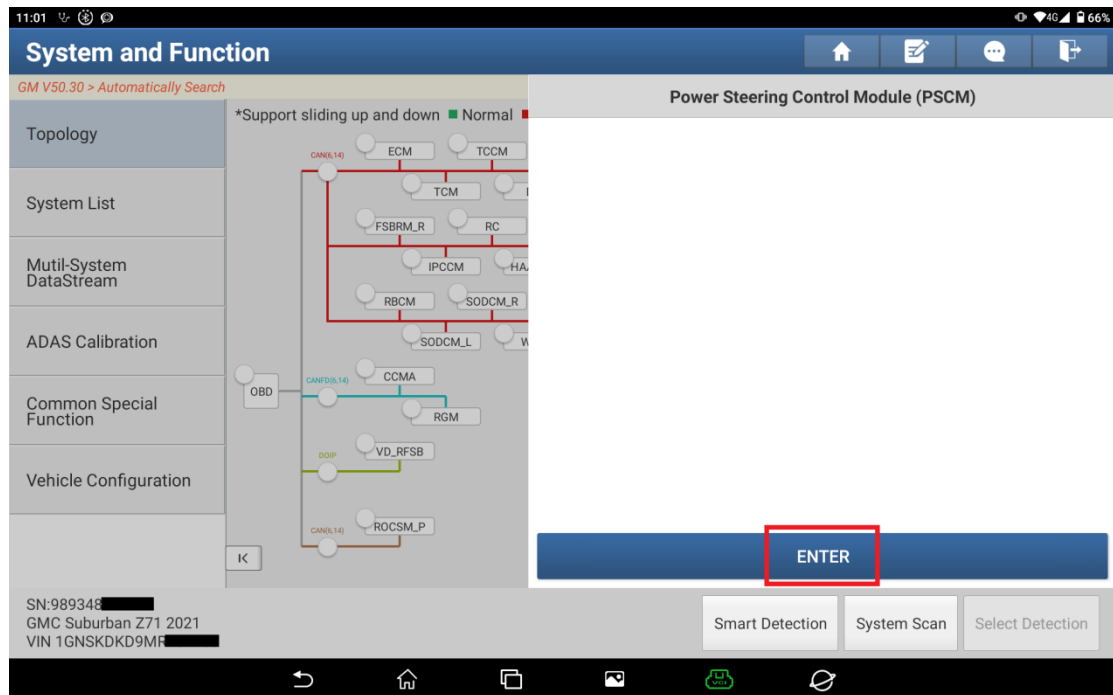 11:01
4G 66%
System and Function
GM V50.30 > Automatically Search
Topology
System List
Mutil-System
DataStream
ADAS Calibration
Common Special
Function
Vehicle Configuration
*Support sliding up and down Normal
CAN(6,14)
ECM
TCCM
TCM
FSBRM_R
RC
IPCCM
HA
RBCM
SODCM_R
SODCM_L
W
OBD
CANFD(6,14)
CCMA
RGM
DOIP
VD_RFSB
CAN(6,14)
ROCSM_P
Power Steering Control Module (PSCM)
ENTER
SN:989348
GMC Suburban Z71 2021
VIN 1GNSKDKD9MR
Smart Detection
System Scan
Select Detection
VCI